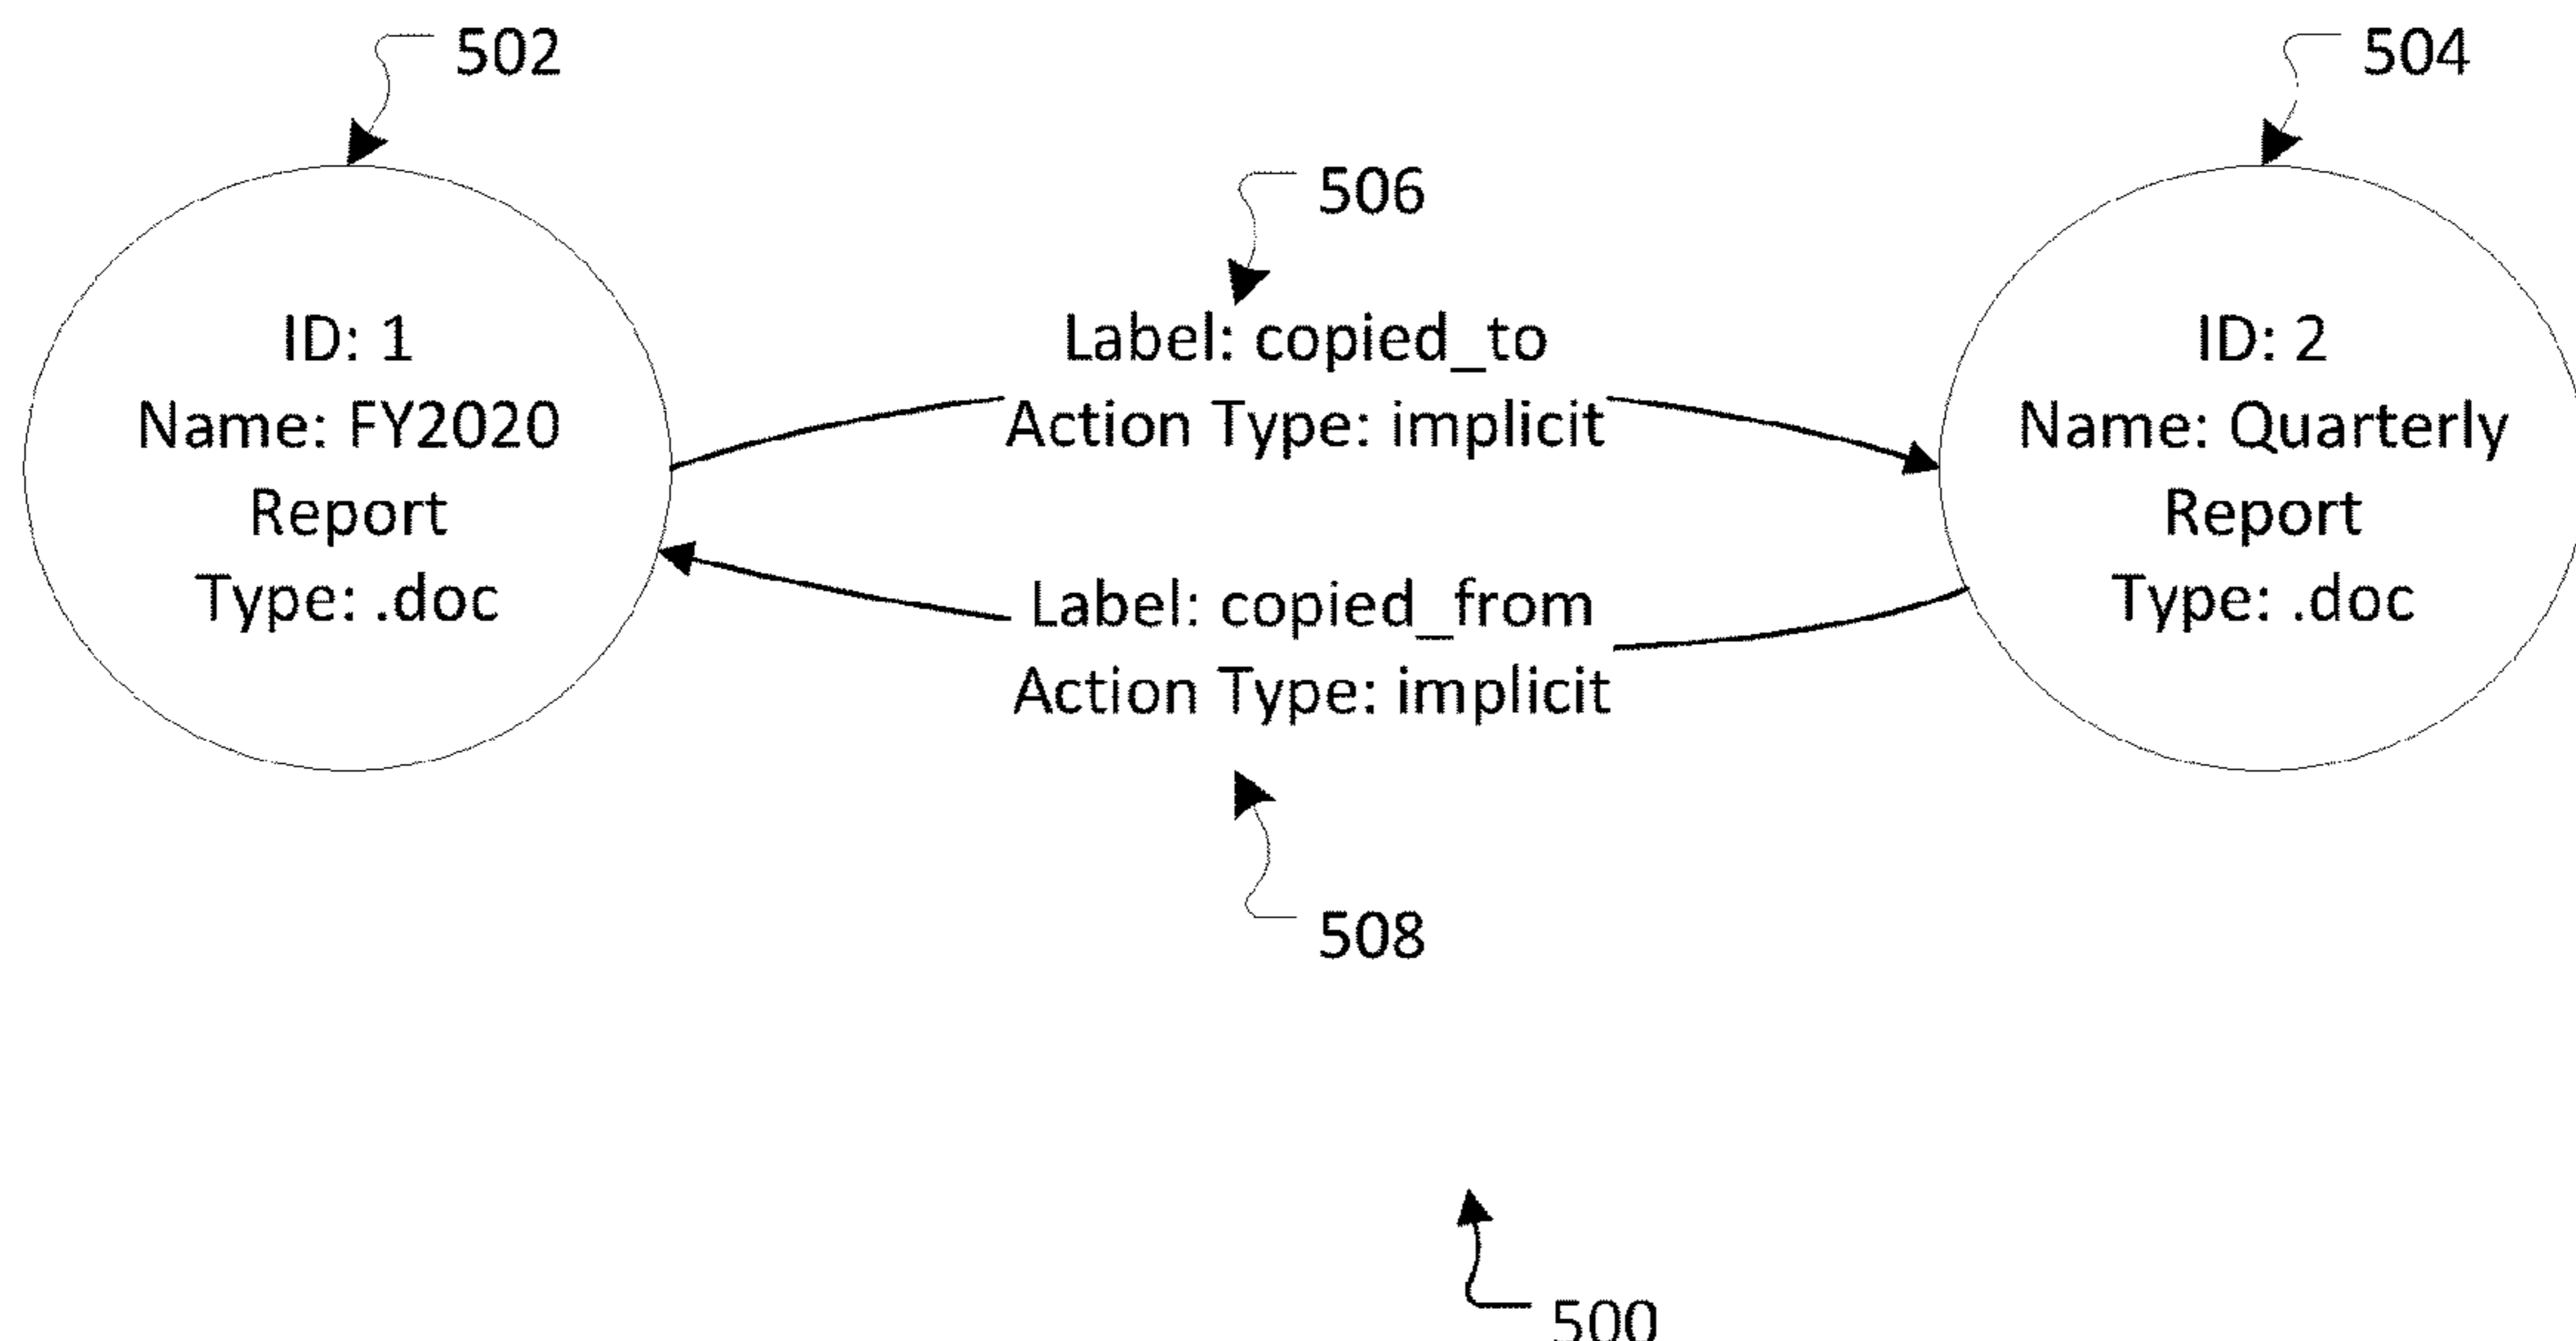 502
504
506
ID: 1
Name: FY2020
Report
Type: .doc
Label: copied_to
Action Type: implicit
Label: copied_from
Action Type: implicit
ID: 2
Name: Quarterly
Report
Type: .doc
508
500